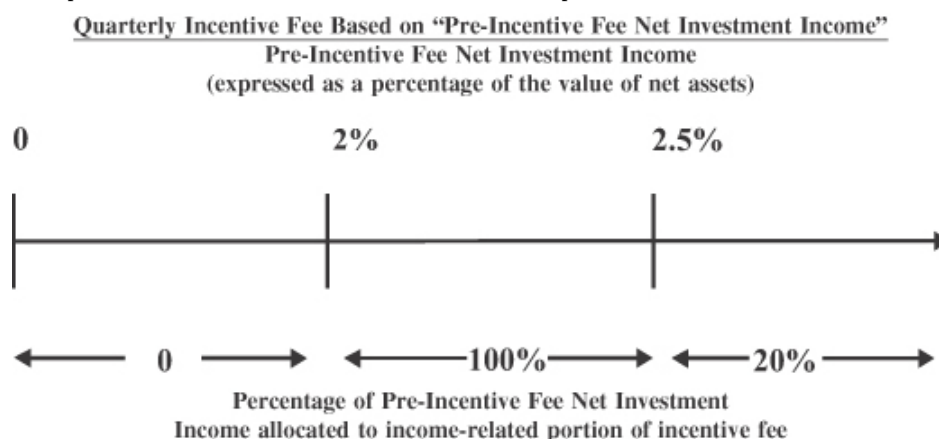 Quarterly Incentive Fee Based on “Pre-Incentive Fee Net Investment Income”
Pre-Incentive Fee Net Investment Income
(expressed as a percentage of the value of net assets)
0 2% 2.5%
0 100% 20%
Percentage of Pre-Incentive Fee Net Investment
Income allocated to income-related portion of incentive fee